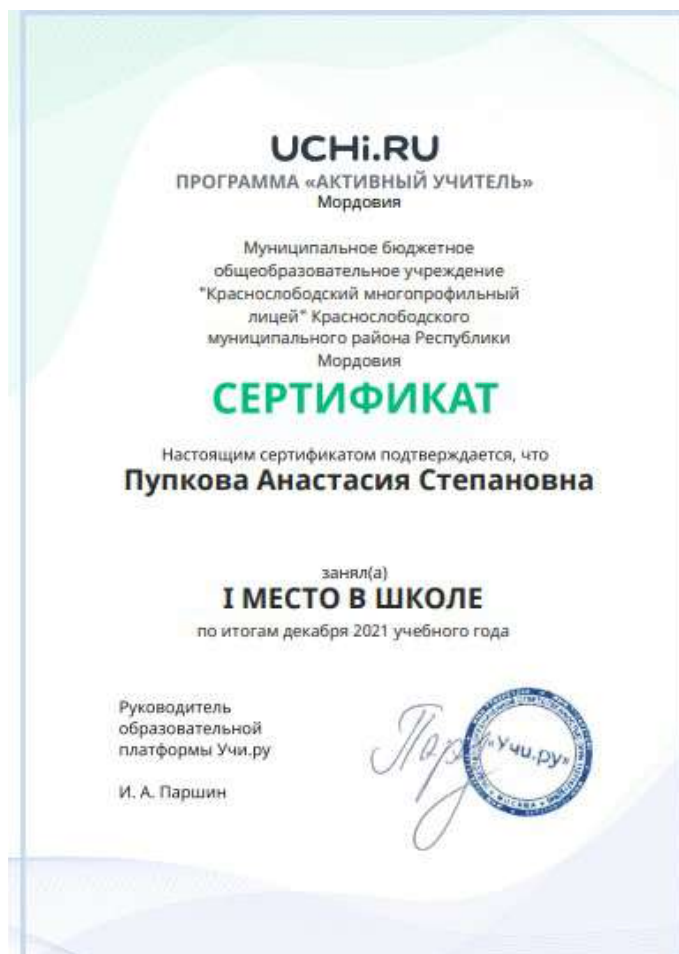 UCHi.RU
ПРОГРАММА «АКТИВНЫЙ УЧИТЕЛЬ»
Мордовия
Муниципальное бюджетное
общеобразовательное учреждение
"Краснослободский многопрофильный
лицей" Краснослободского
муниципального района Республики
Мордовия
СЕРТИФИКАТ
Настоящим сертификатом подтверждается, что
Пупкова Анастасия Степановна
занял(а)
I МЕСТО В ШКОЛЕ
по итогам декабря 2021 учебного года
Руководитель
образовательной
платформы Учи.ру
И. А. Паршин
«Учи.ру»
МОСКВА